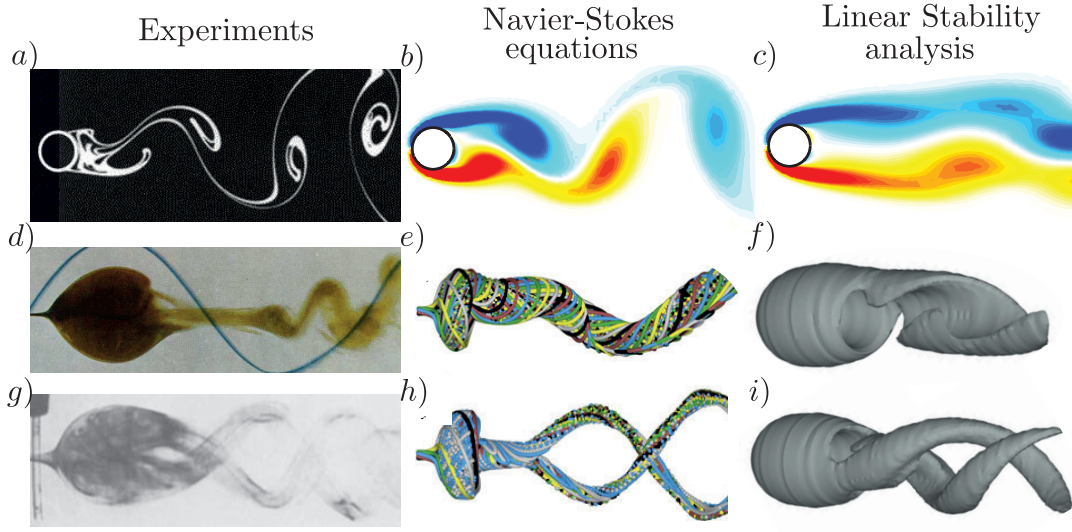 Experiments
Navier-Stokes
equations
Linear Stability
analysis
a)
b)
c)
d)
e)
f)
g)
h)
i)